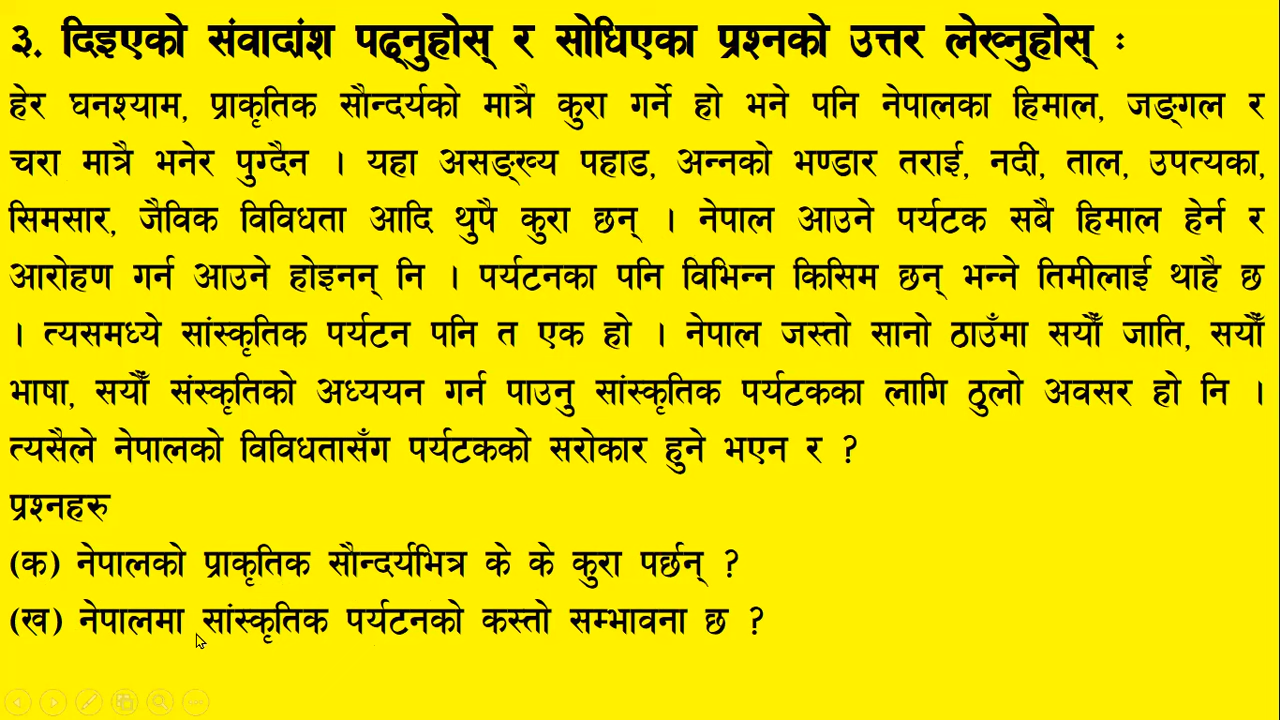 ३. दिइएको संवादांश पढ्नुहोस् र सोधिएका प्रश्नको उत्तर लेख्नुहोस् :
हेर घनश्याम, प्राकृतिक सौन्दर्यको मात्रै कुरा गर्ने हो भने पनि नेपालका हिमाल, जङ्गल र
चरा मात्रै भनेर पुग्दैन । यहा असङ्ख्य पहाड, अन्नको भण्डार तराई, नदी, ताल, उपत्यका,
सिमसार, जैविक विविधता आदि थुपै कुरा छन् । नेपाल आउने पर्यटक सबै हिमाल हेर्न र
आरोहण गर्न आउने होइनन् नि । पर्यटनका पनि विभिन्न किसिम छन् भन्ने तिमीलाई थाहै छ
। त्यसमध्ये सांस्कृतिक पर्यटन पनि त एक हो । नेपाल जस्तो सानो ठाउँमा सयौँ जाति, सयौँ
भाषा, सयौँ संस्कृतिको अध्ययन गर्न पाउनु सांस्कृतिक पर्यटकका लागि ठुलो अवसर हो नि ।
त्यसैले नेपालको विविधतासँग पर्यटकको सरोकार हुने भएन र ?
प्रश्नहरु
(क) नेपालको प्राकृतिक सौन्दर्यभित्र के के कुरा पर्छन् ?
(ख) नेपालमा सांस्कृतिक पर्यटनको कस्तो सम्भावना छ ?